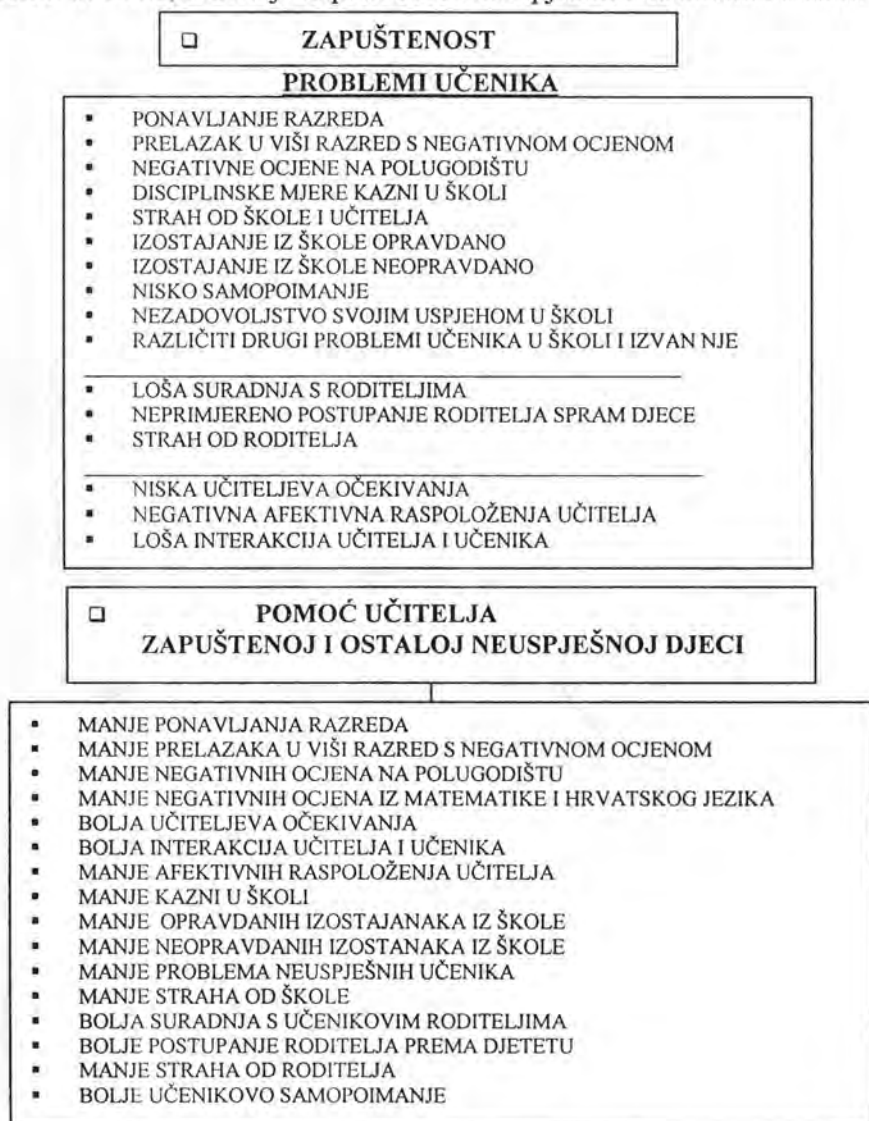 ❑ ZAPUŠTENOST
PROBLEMI UČENIKA
▪ PONAVLJANJE RAZREDA
▪ PRELAZAK U VIŠI RAZRED S NEGATIVNOM OCJENOM
▪ NEGATIVNE OCJENE NA POLUGODIŠTU
▪ DISCIPLINSKE MJERE KAZNI U ŠKOLI
▪ STRAH OD ŠKOLE I UČITELJA
▪ IZOSTAJANJE IZ ŠKOLE OPRAVDANO
▪ IZOSTAJANJE IZ ŠKOLE NEOPRAVDANO
▪ NISKO SAMOPOIMANJE
▪ NEZADOVOLJSTVO SVOJIM USPJEHOM U ŠKOLI
▪ RAZLIČITI DRUGI PROBLEMI UČENIKA U ŠKOLI I IZVAN NJE
▪ LOŠA SURADNJA S RODITELJIMA
▪ NEPRIMJERENO POSTUPANJE RODITELJA SPRAM DJECE
▪ STRAH OD RODITELJA
▪ NISKA UČITELJEVA OČEKIVANJA
▪ NEGATIVNA AFEKTIVNA RASPOLOŽENJA UČITELJA
▪ LOŠA INTERAKCIJA UČITELJA I UČENIKA
❑ POMOĆ UČITELJA
ZAPUŠTENOJ I OSTALOJ NEUSPJEŠNOJ DJECI
▪ MANJE PONAVLJANJA RAZREDA
▪ MANJE PRELAZAKA U VIŠI RAZRED S NEGATIVNOM OCJENOM
▪ MANJE NEGATIVNIH OCJENA NA POLUGODIŠTU
▪ MANJE NEGATIVNIH OCJENA IZ MATEMATIKE I HRVATSKOG JEZIKA
▪ BOLJA UČITELJEVA OČEKIVANJA
▪ BOLJA INTERAKCIJA UČITELJA I UČENIKA
▪ MANJE AFEKTIVNIH RASPOLOŽENJA UČITELJA
▪ MANJE KAZNI U ŠKOLI
▪ MANJE OPRAVDANIH IZOSTAJANAKA IZ ŠKOLE
▪ MANJE NEOPRAVDANIH IZOSTANAKA IZ ŠKOLE
▪ MANJE PROBLEMA NEUSPJEŠNIH UČENIKA
▪ MANJE STRAHA OD ŠKOLE
▪ BOLJA SURADNJA S UČENIKOVIM RODITELJIMA
▪ BOLJE POSTUPANJE RODITELJA PREMA DJETETU
▪ MANJE STRAHA OD RODITELJA
▪ BOLJE UČENIKOVO SAMOPOIMANJE